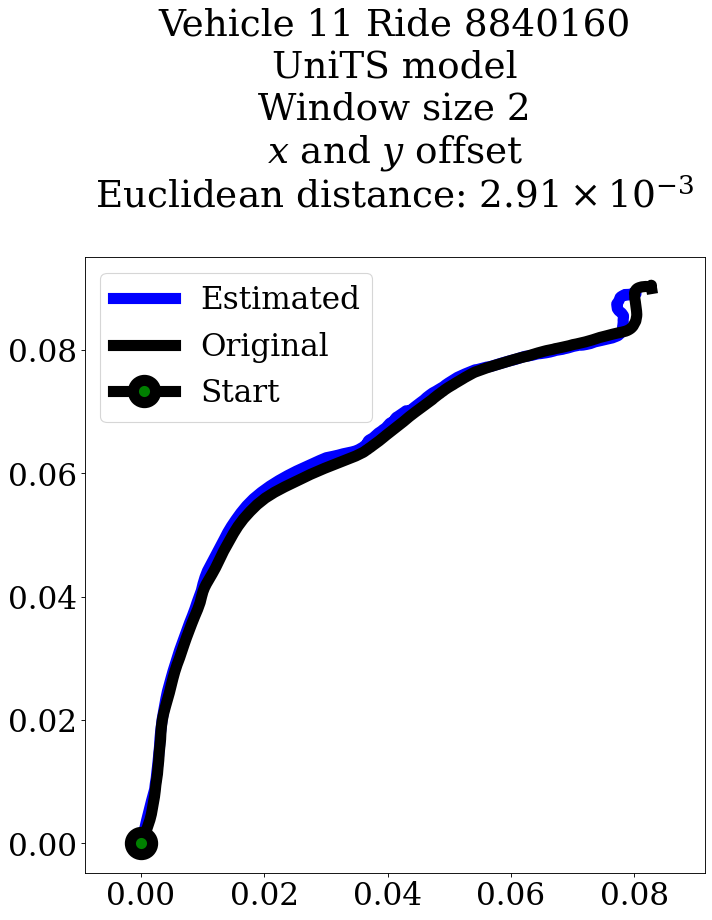 Vehicle 11 Ride 8840160
UniTS model
Window size 2
x and y offset
Euclidean distance: 2.91 × 10⁻³
Estimated
Original
Start
0.08
0.06
0.04
0.02
0.00
0.00 0.02 0.04 0.06 0.08